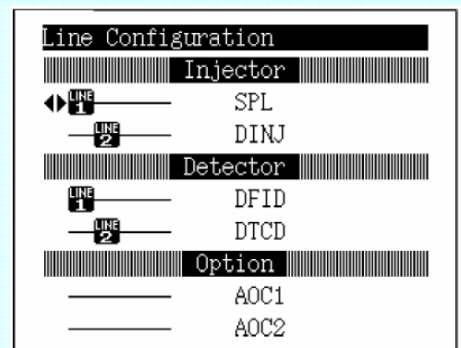 Line Configuration
Injector
LINE 1 SPL
LINE 2 DINJ
Detector
LINE 1 DFID
LINE 2 DTCD
Option
AOC1
AOC2